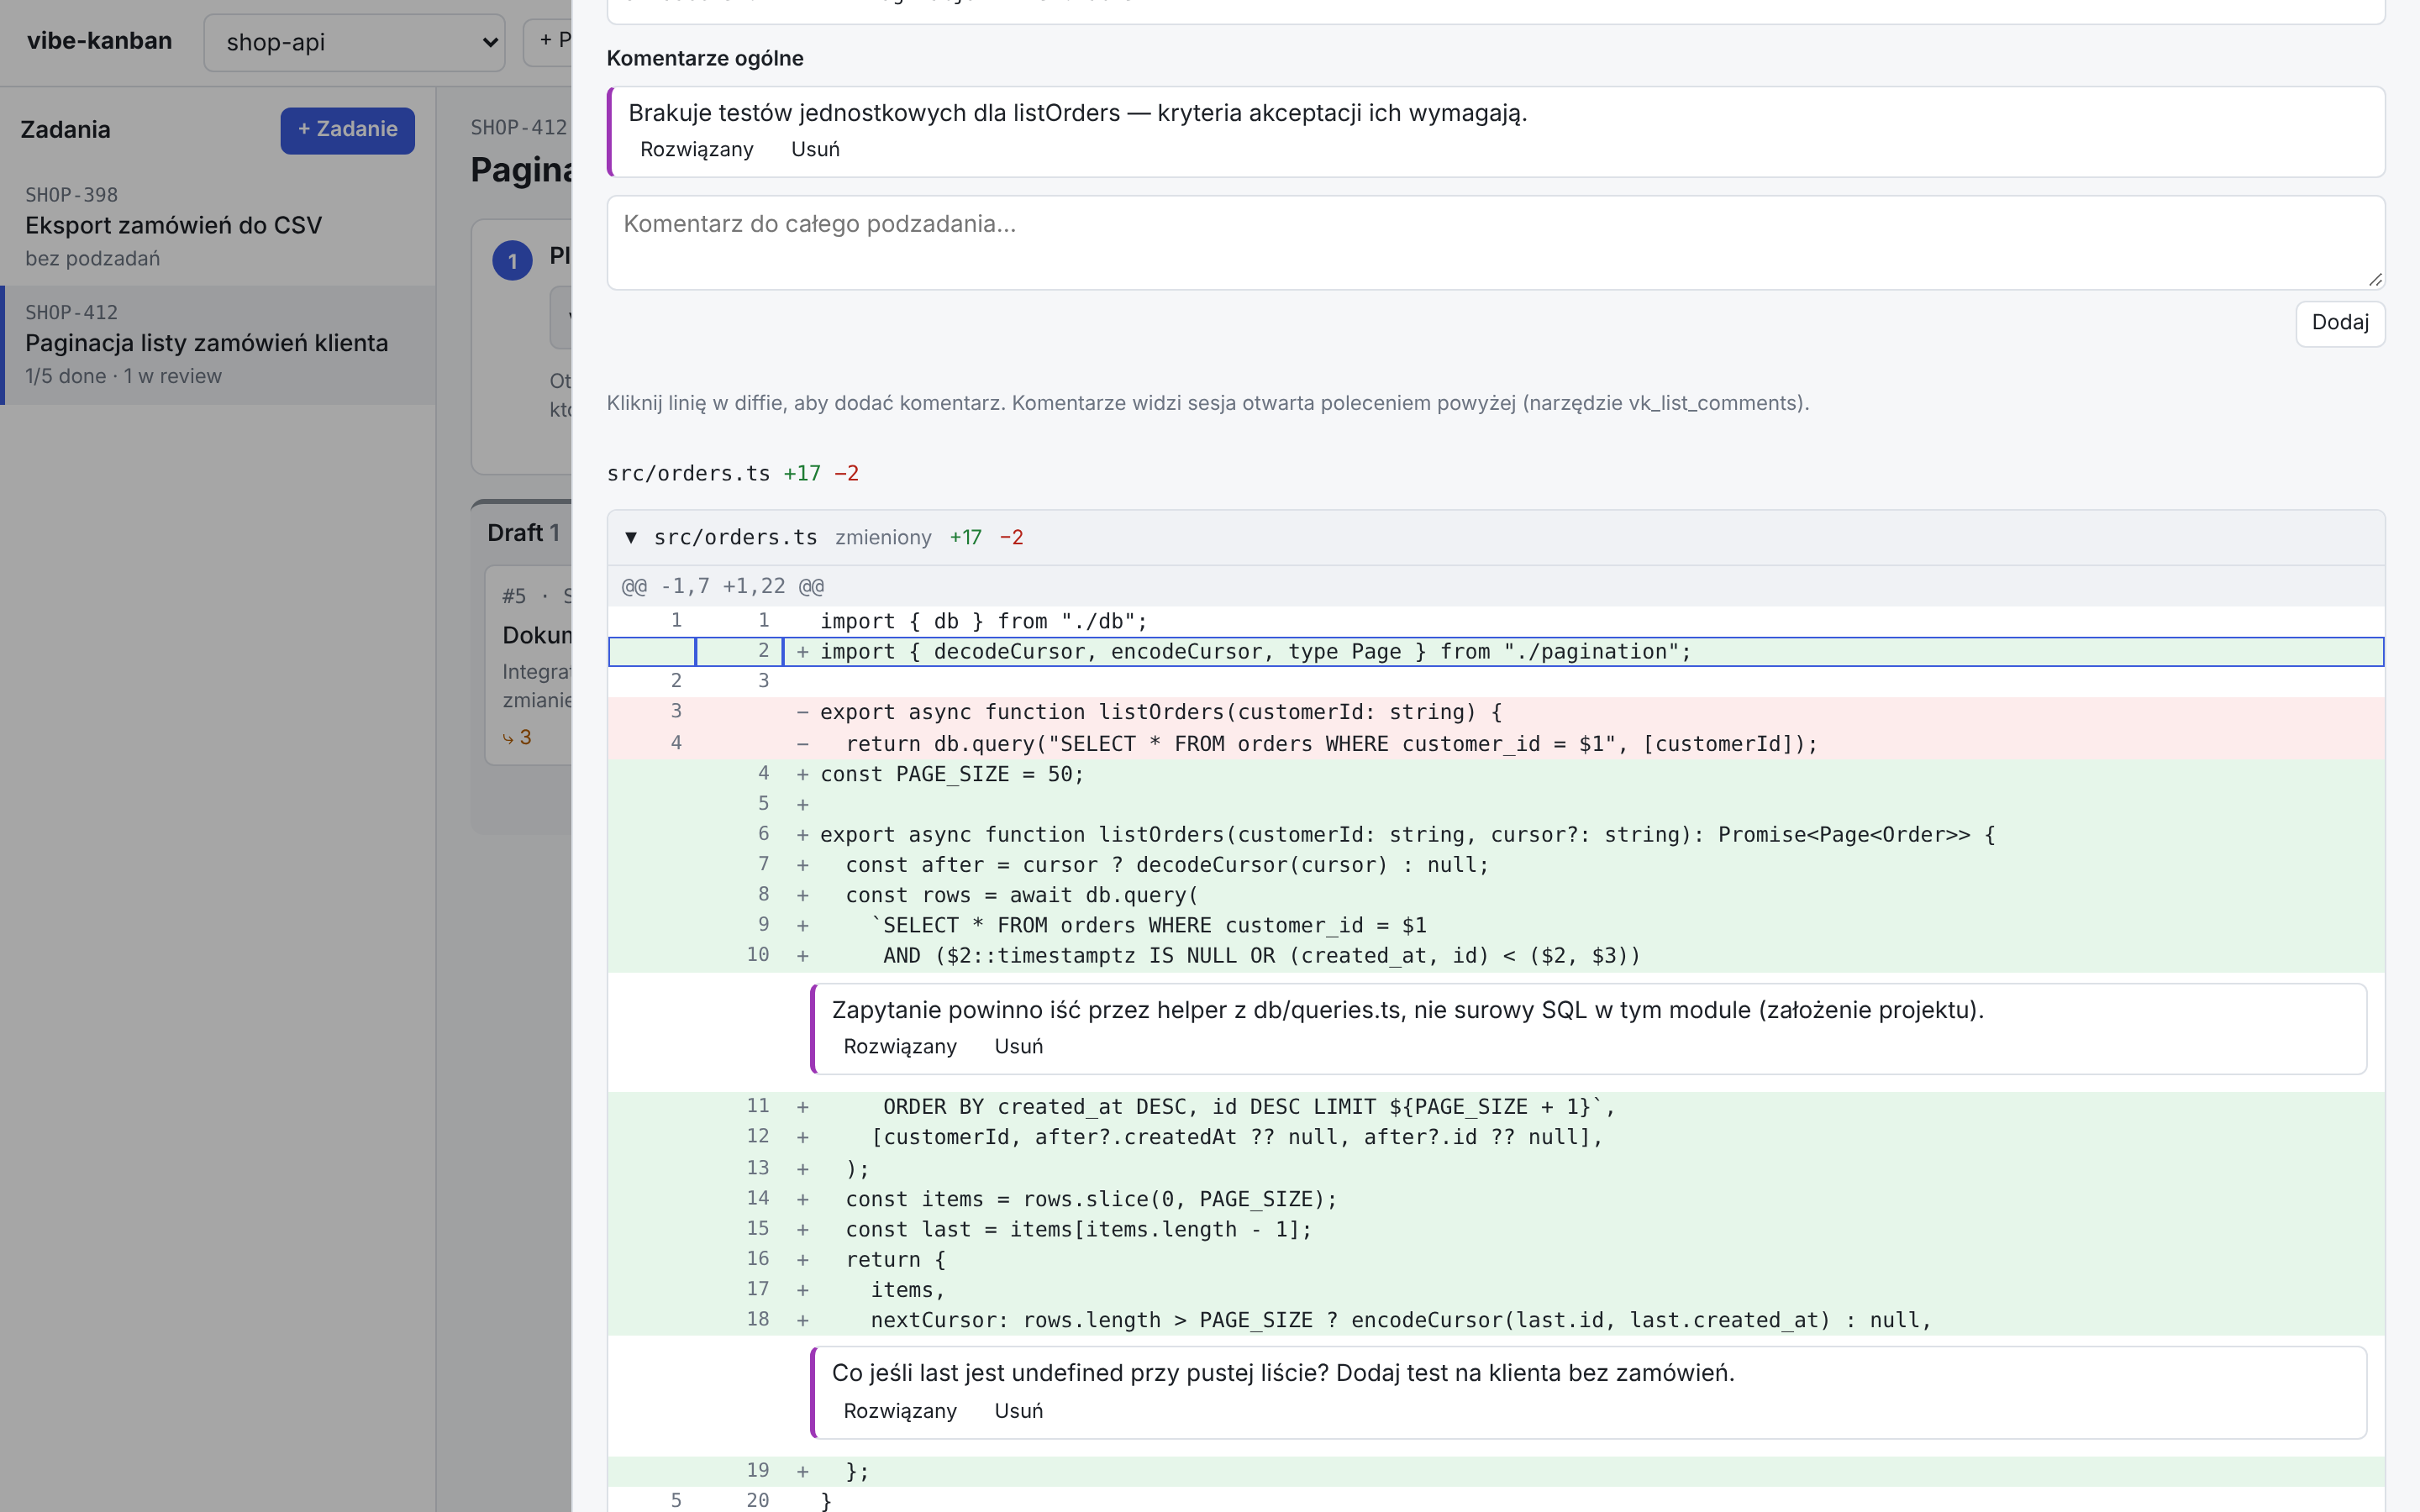 vibe-kanban
shop-api
+ P
Zadania
+ Zadanie
SHOP-398
Eksport zamówień do CSV
bez podzadań
SHOP-412
Paginacja listy zamówień klienta
1/5 done · 1 w review
SHOP-412
Pagina
1
Pl
Ot
kto
Draft 1
#5 · S
Dokum
Integra
zmianie
⤷ 3
Komentarze ogólne
Brakuje testów jednostkowych dla listOrders — kryteria akceptacji ich wymagają.
Rozwiązany Usuń
Komentarz do całego podzadania...
Dodaj
Kliknij linię w diffie, aby dodać komentarz. Komentarze widzi sesja otwarta poleceniem powyżej (narzędzie vk_list_comments).
src/orders.ts +17 −2
▼ src/orders.ts zmieniony +17 −2
@@ -1,7 +1,22 @@
1 1 import { db } from "./db";
2 + import { decodeCursor, encodeCursor, type Page } from "./pagination";
2 3
3 − export async function listOrders(customerId: string) {
4 − return db.query("SELECT * FROM orders WHERE customer_id = $1", [customerId]);
4 + const PAGE_SIZE = 50;
5 +
6 + export async function listOrders(customerId: string, cursor?: string): Promise<Page<Order>> {
7 + const after = cursor ? decodeCursor(cursor) : null;
8 + const rows = await db.query(
9 + `SELECT * FROM orders WHERE customer_id = $1
10 + AND ($2::timestamptz IS NULL OR (created_at, id) < ($2, $3))
Zapytanie powinno iść przez helper z db/queries.ts, nie surowy SQL w tym module (założenie projektu).
Rozwiązany Usuń
11 + ORDER BY created_at DESC, id DESC LIMIT ${PAGE_SIZE + 1}`,
12 + [customerId, after?.createdAt ?? null, after?.id ?? null],
13 + );
14 + const items = rows.slice(0, PAGE_SIZE);
15 + const last = items[items.length - 1];
16 + return {
17 + items,
18 + nextCursor: rows.length > PAGE_SIZE ? encodeCursor(last.id, last.created_at) : null,
Co jeśli last jest undefined przy pustej liście? Dodaj test na klienta bez zamówień.
Rozwiązany Usuń
19 + };
5 20 }